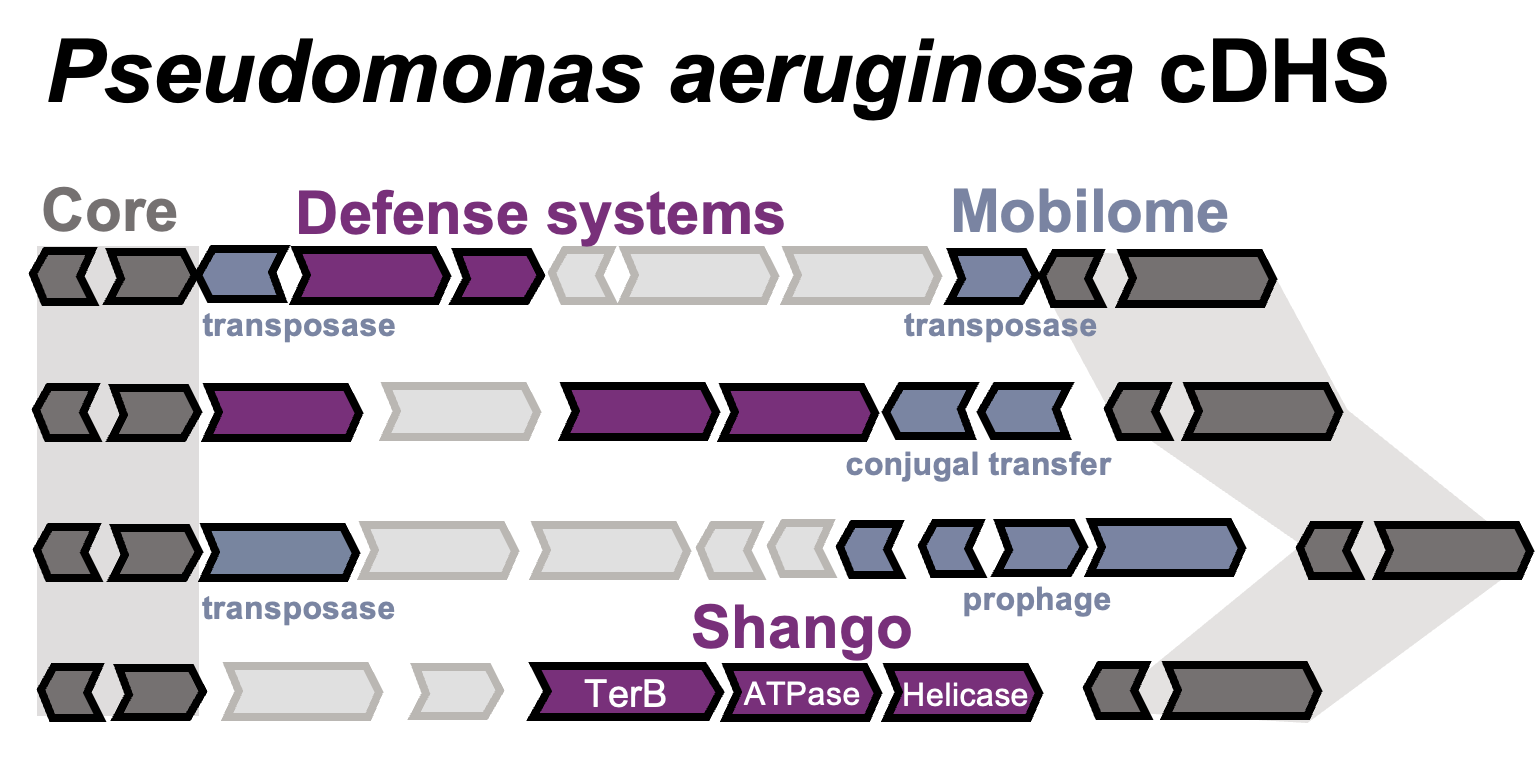 Pseudomonas aeruginosa cDHS
Core
Defense systems
Mobilome
transposase
transposase
conjugal transfer
transposase
prophage
Shango
TerB
ATPase
Helicase